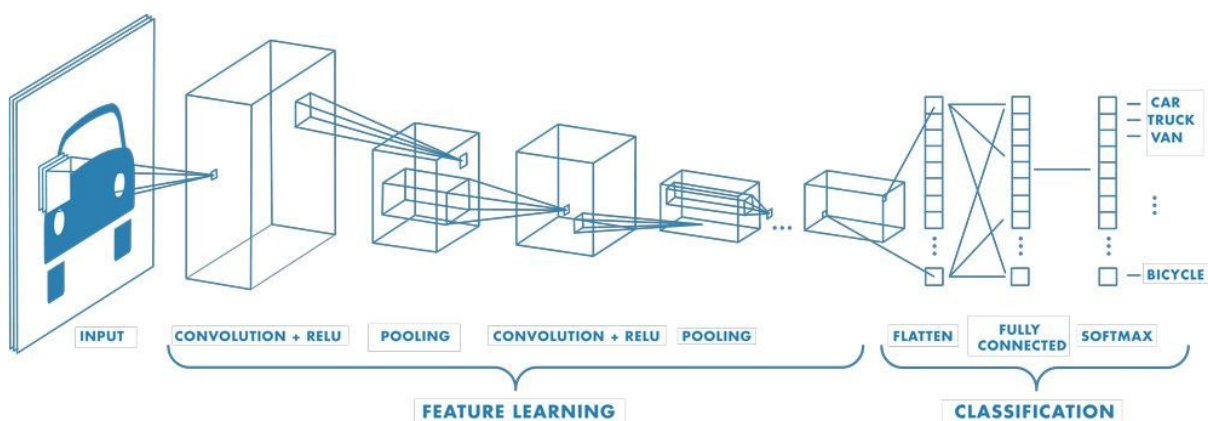 CAR
TRUCK
VAN
BICYCLE
INPUT
CONVOLUTION + RELU
POOLING
CONVOLUTION + RELU
POOLING
FLATTEN
FULLY
CONNECTED
SOFTMAX
FEATURE LEARNING
CLASSIFICATION